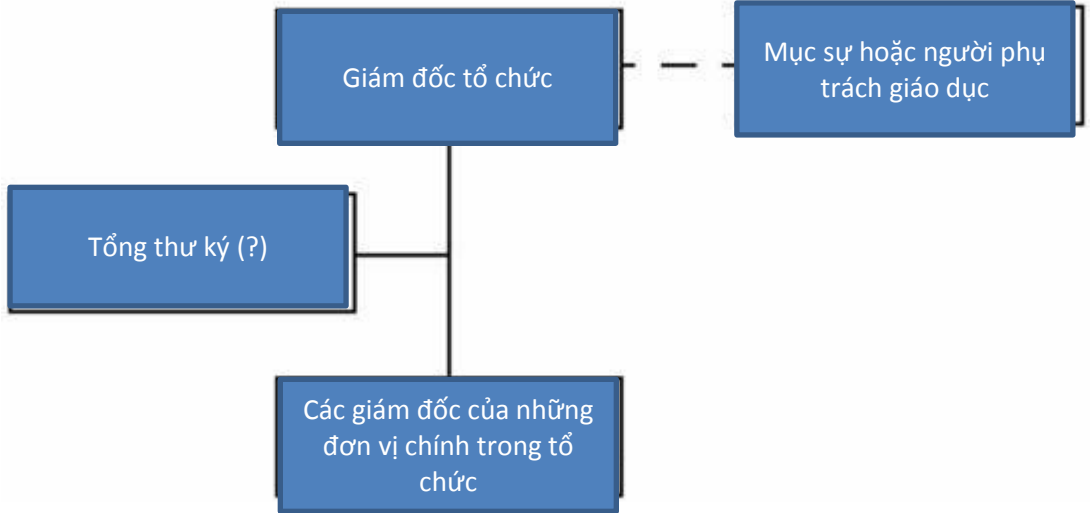 Giám đốc tổ chức
Mục sư hoặc người phụ
trách giáo dục
Tổng thư ký (?)
Các giám đốc của những
đơn vị chính trong tổ
chức